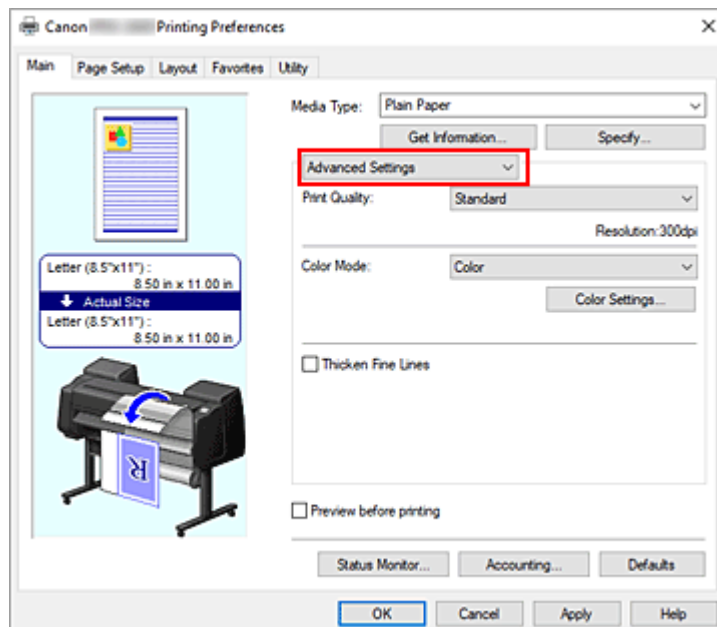 Canon Printing Preferences
Main Page Setup Layout Favorites Utility
Media Type: Plain Paper
Get Information... Specify...
Advanced Settings
Print Quality: Standard
Resolution:300dpi
Color Mode: Color
Color Settings...
Thicken Fine Lines
Letter (8.5"x11") :
8.50 in x 11.00 in
Actual Size
Letter (8.5"x11") :
8.50 in x 11.00 in
R
Preview before printing
Status Monitor... Accounting... Defaults
OK Cancel Apply Help